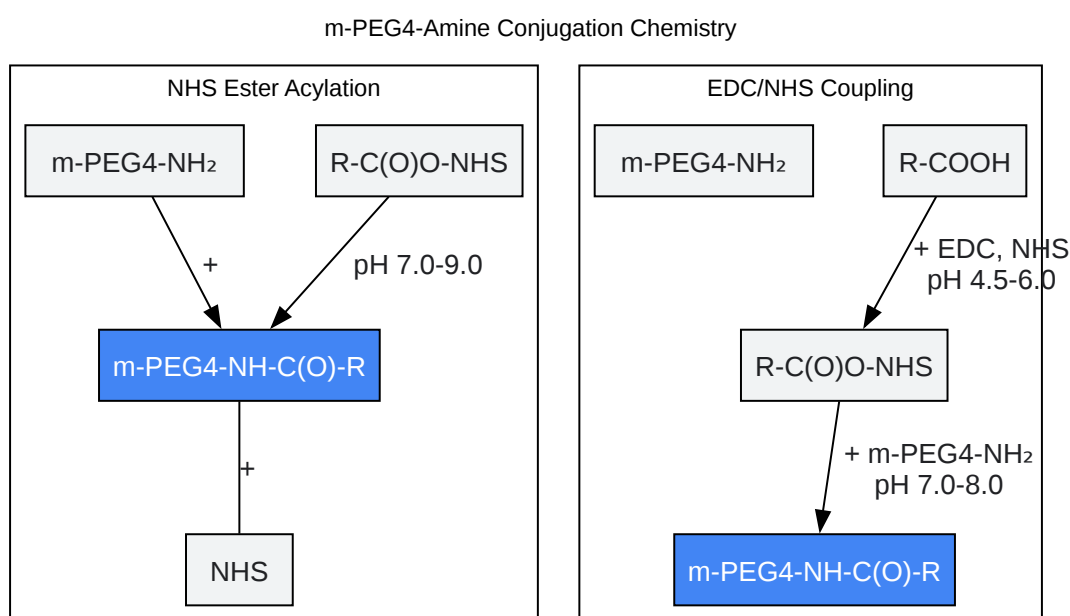 m-PEG4-Amine Conjugation Chemistry
NHS Ester Acylation
m-PEG4-NH₂
R-C(O)O-NHS
+
pH 7.0-9.0
m-PEG4-NH-C(O)-R
+
NHS
EDC/NHS Coupling
m-PEG4-NH₂
R-COOH
+ EDC, NHS
pH 4.5-6.0
R-C(O)O-NHS
+ m-PEG4-NH₂
pH 7.0-8.0
m-PEG4-NH-C(O)-R